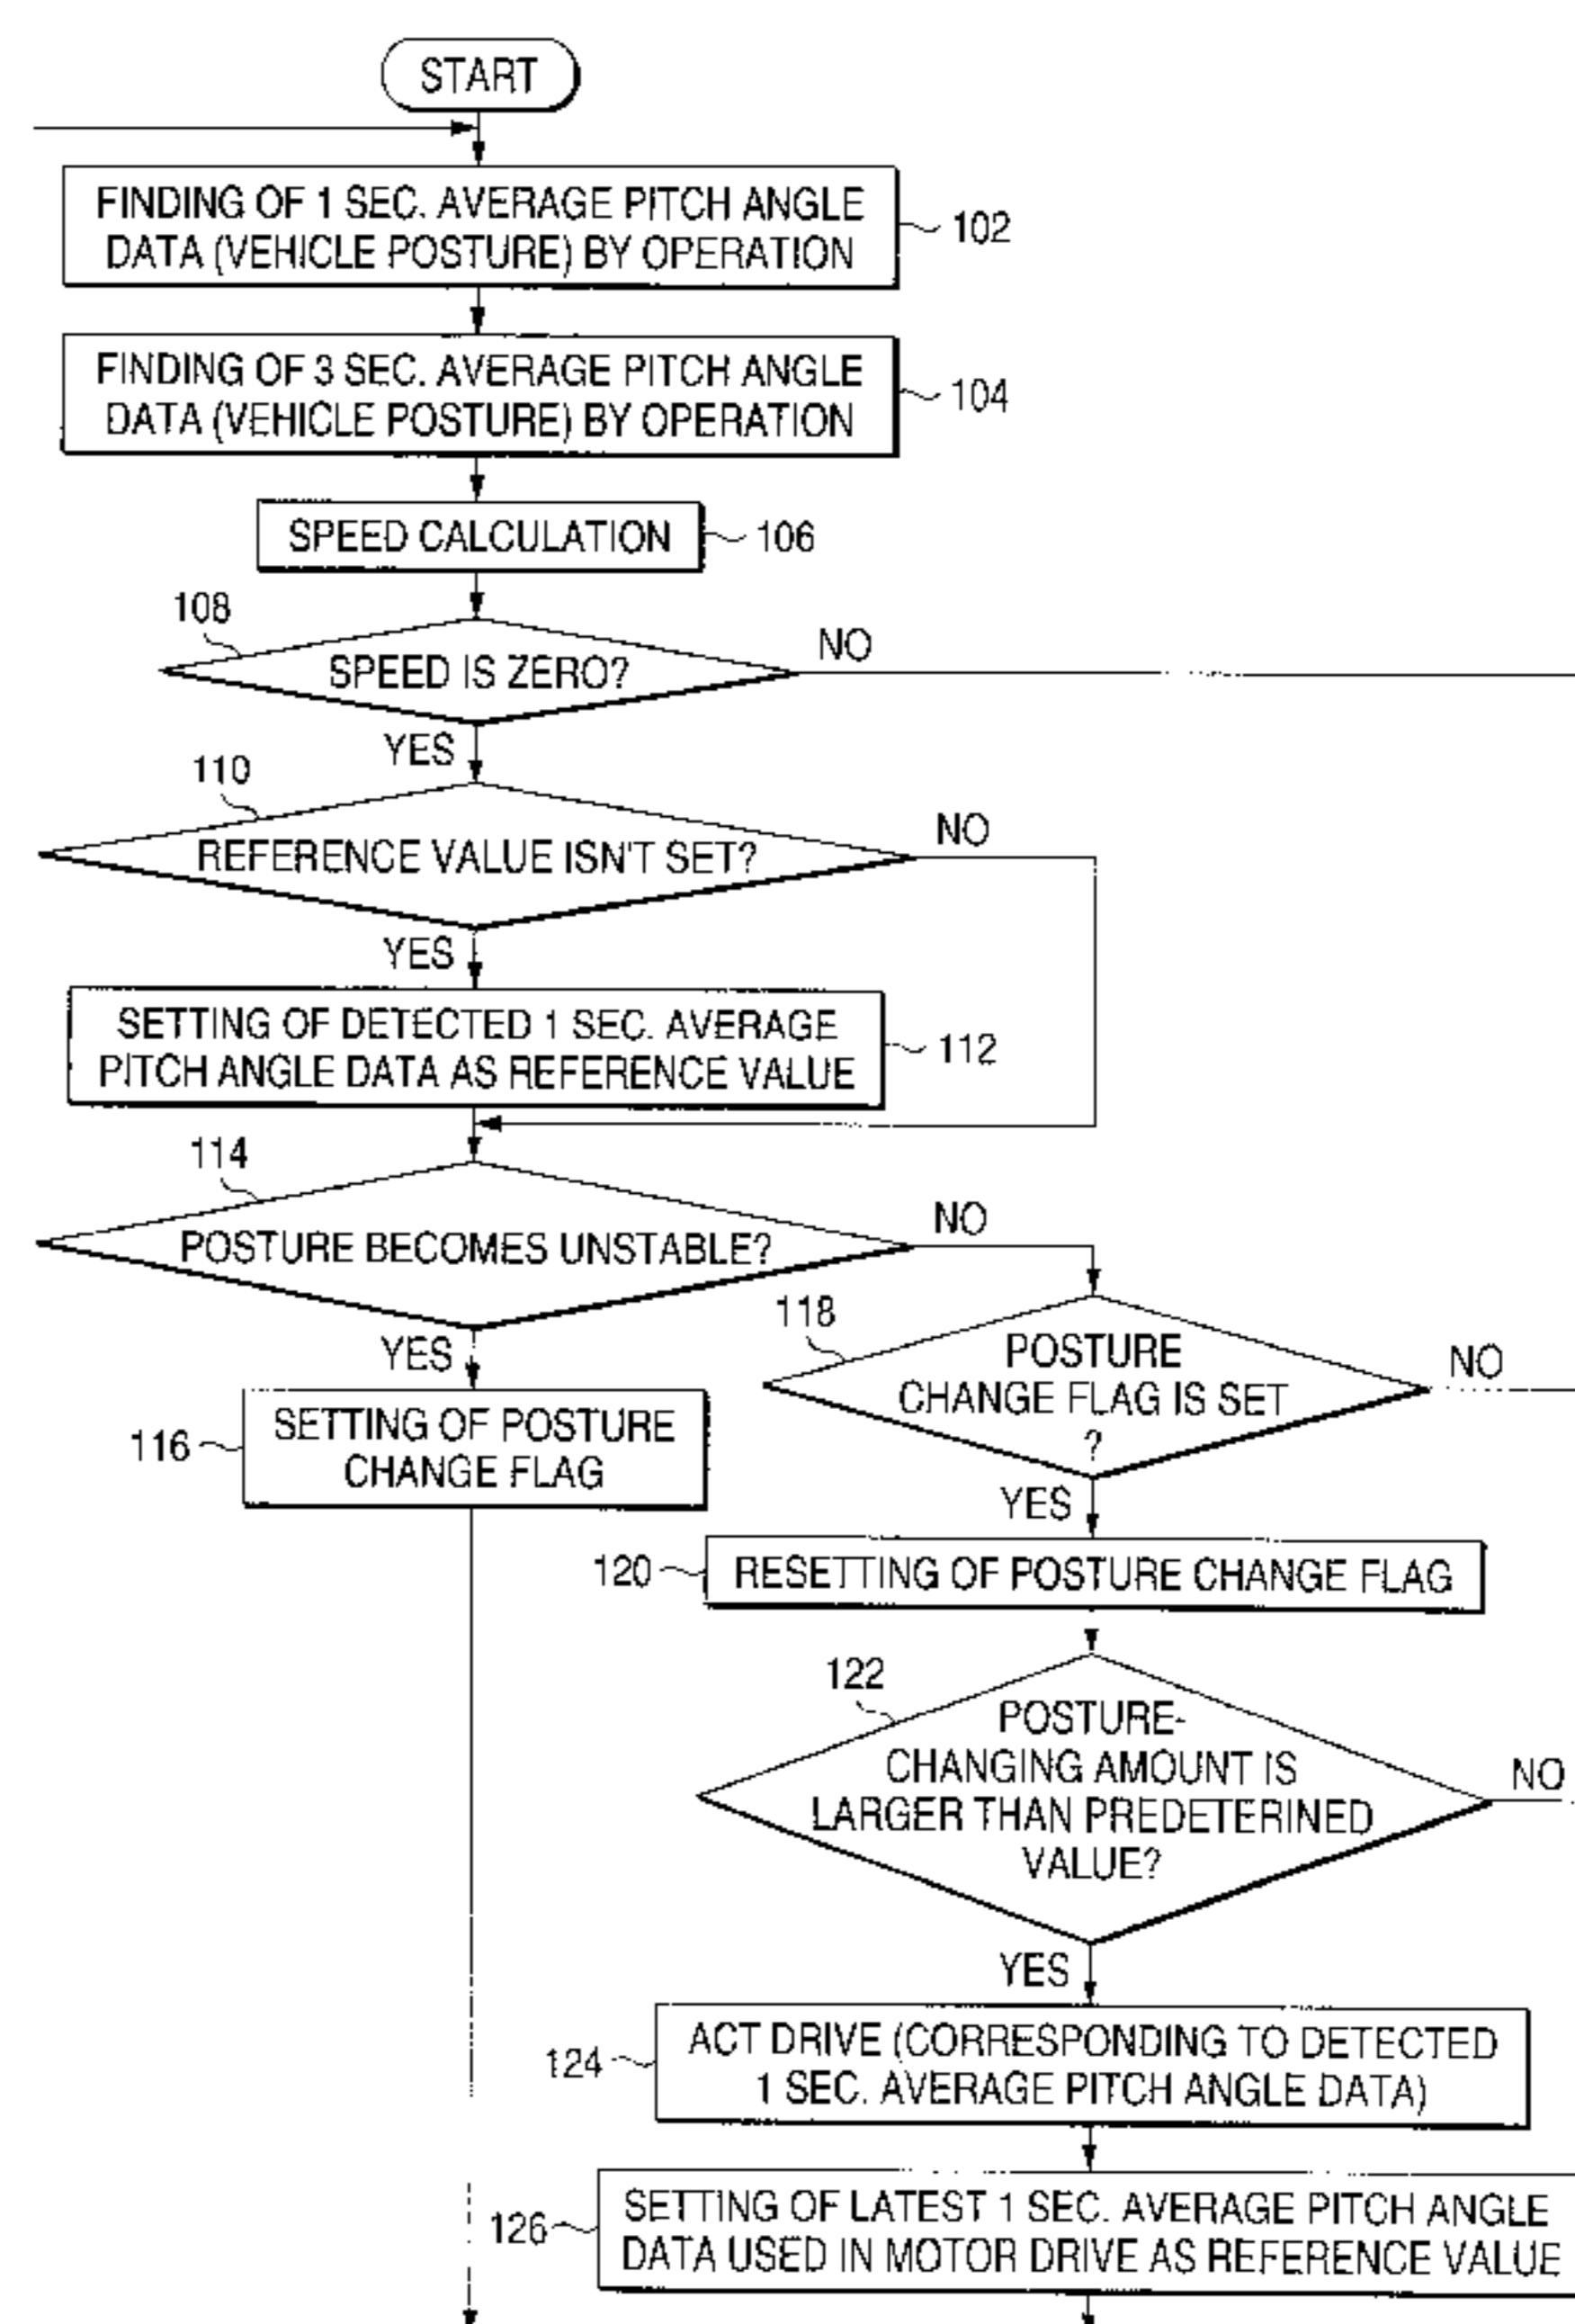 START
FINDING OF 1 SEC. AVERAGE PITCH ANGLE
DATA (VEHICLE POSTURE) BY OPERATION
102
FINDING OF 3 SEC. AVERAGE PITCH ANGLE
DATA (VEHICLE POSTURE) BY OPERATION
104
SPEED CALCULATION
106
108
SPEED IS ZERO?
NO
YES
110
REFERENCE VALUE ISN'T SET?
NO
YES
SETTING OF DETECTED 1 SEC. AVERAGE
PITCH ANGLE DATA AS REFERENCE VALUE
112
114
POSTURE BECOMES UNSTABLE?
NO
YES
116
SETTING OF POSTURE
CHANGE FLAG
118
POSTURE
CHANGE FLAG IS SET
?
NO
YES
120
RESETTING OF POSTURE CHANGE FLAG
122
POSTURE-
CHANGING AMOUNT IS
LARGER THAN PREDETERINED
VALUE?
NO
YES
124
ACT DRIVE (CORRESPONDING TO DETECTED
1 SEC. AVERAGE PITCH ANGLE DATA)
126
SETTING OF LATEST 1 SEC. AVERAGE PITCH ANGLE
DATA USED IN MOTOR DRIVE AS REFERENCE VALUE